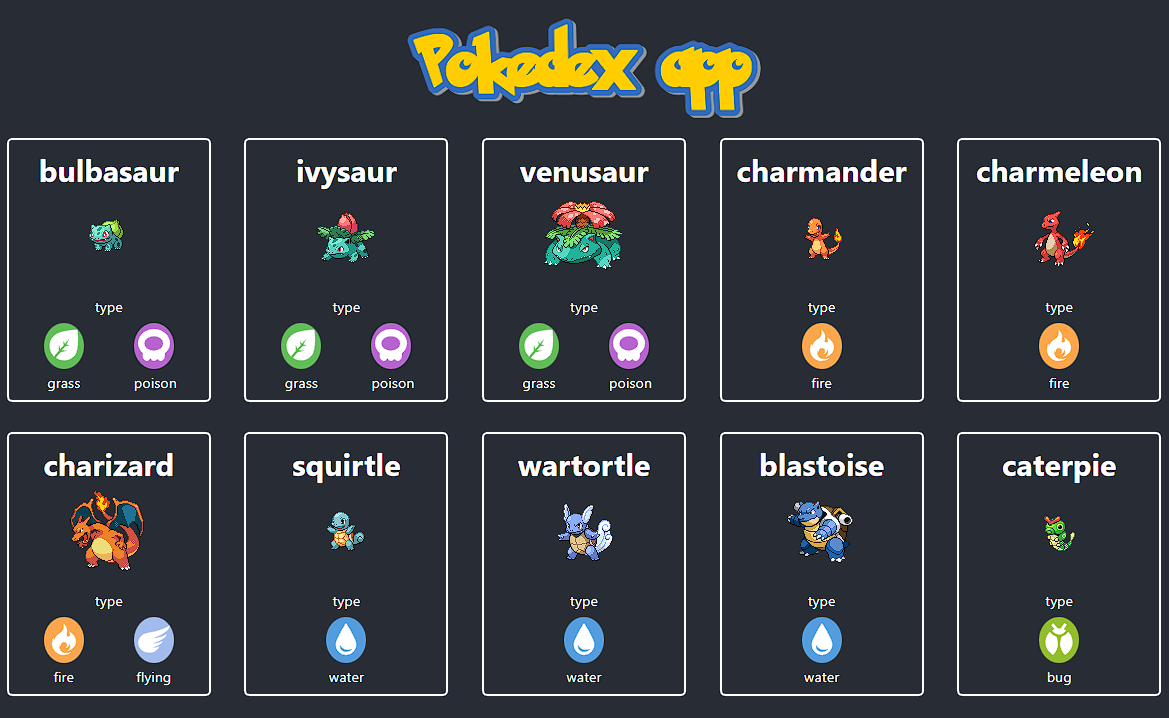 Pokedex app
bulbasaur
type
grass poison
ivysaur
type
grass poison
venusaur
type
grass poison
charmander
type
fire
charmeleon
type
fire
charizard
type
fire flying
squirtle
type
water
wartortle
type
water
blastoise
type
water
caterpie
type
bug